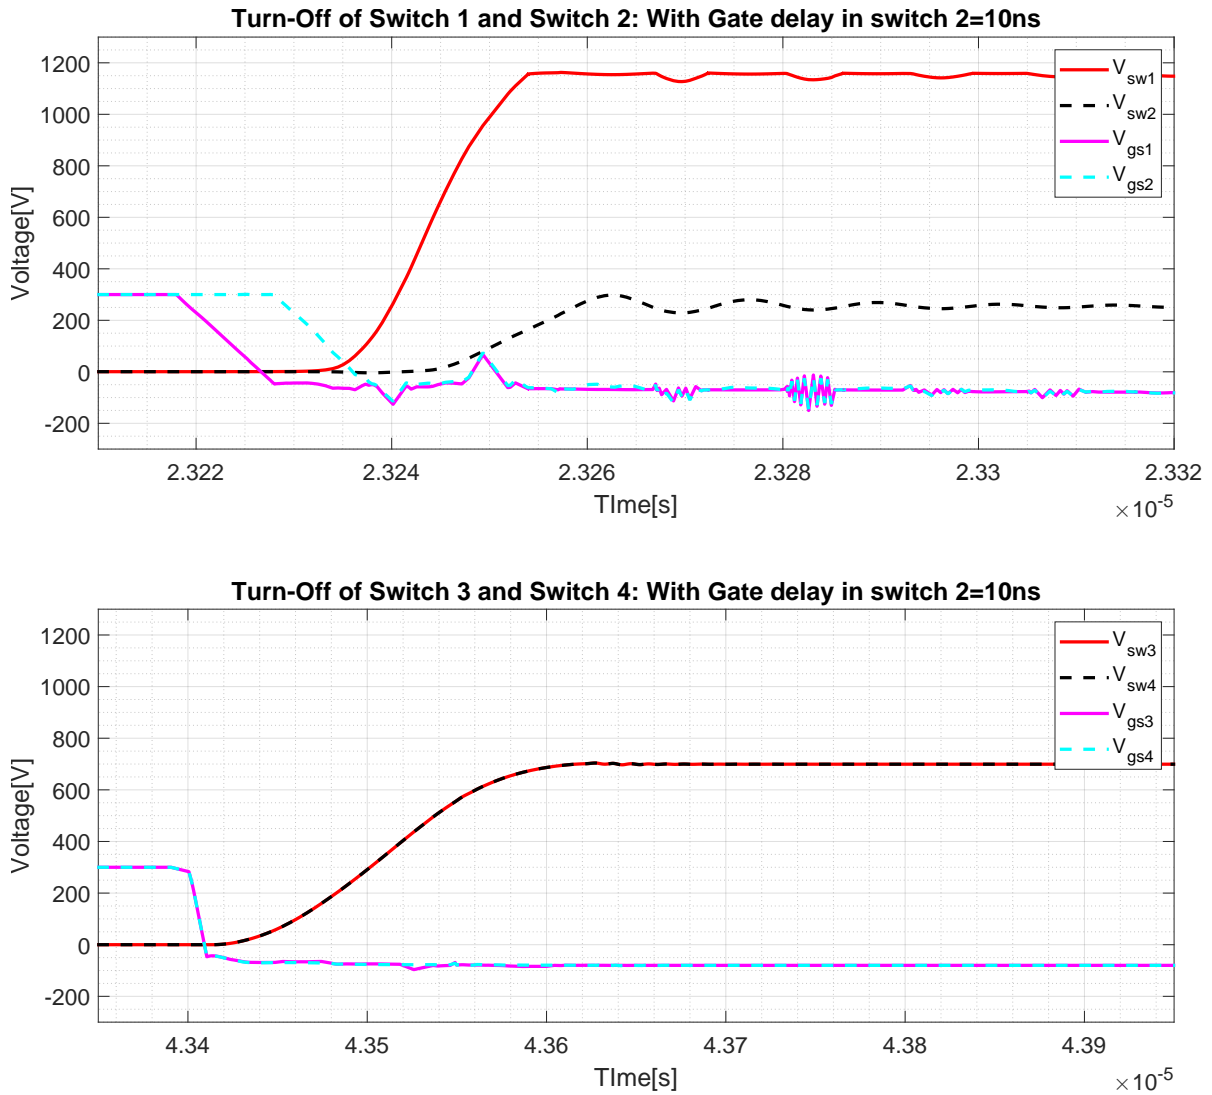 Turn-Off of Switch 1 and Switch 2: With Gate delay in switch 2=10ns
1200
1000
800
600
400
200
0
-200
Voltage[V]
V_sw1
V_sw2
V_gs1
V_gs2
2.322 2.324 2.326 2.328 2.33 2.332
TIme[s]
×10^-5
Turn-Off of Switch 3 and Switch 4: With Gate delay in switch 2=10ns
1200
1000
800
600
400
200
0
-200
Voltage[V]
V_sw3
V_sw4
V_gs3
V_gs4
4.34 4.35 4.36 4.37 4.38 4.39
TIme[s]
×10^-5